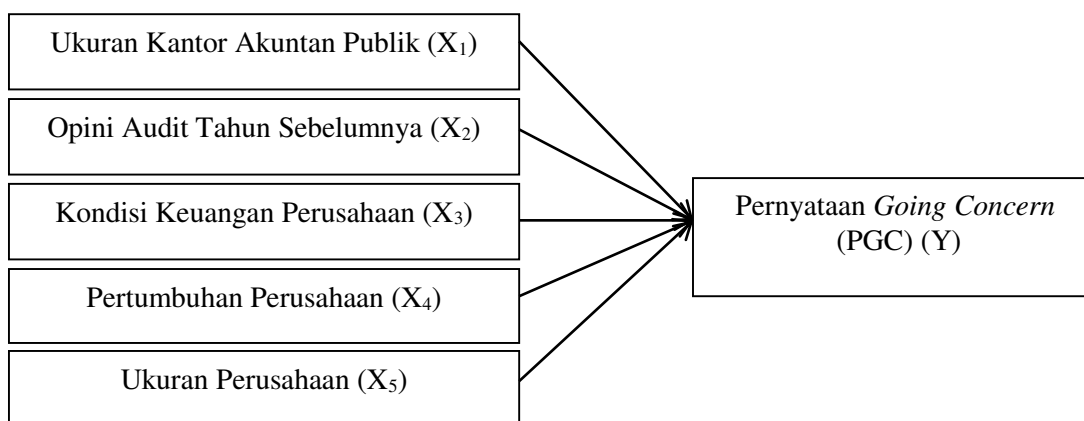 Ukuran Kantor Akuntan Publik (X₁)
Opini Audit Tahun Sebelumnya (X₂)
Kondisi Keuangan Perusahaan (X₃)
Pertumbuhan Perusahaan (X₄)
Ukuran Perusahaan (X₅)
Pernyataan Going Concern
(PGC) (Y)